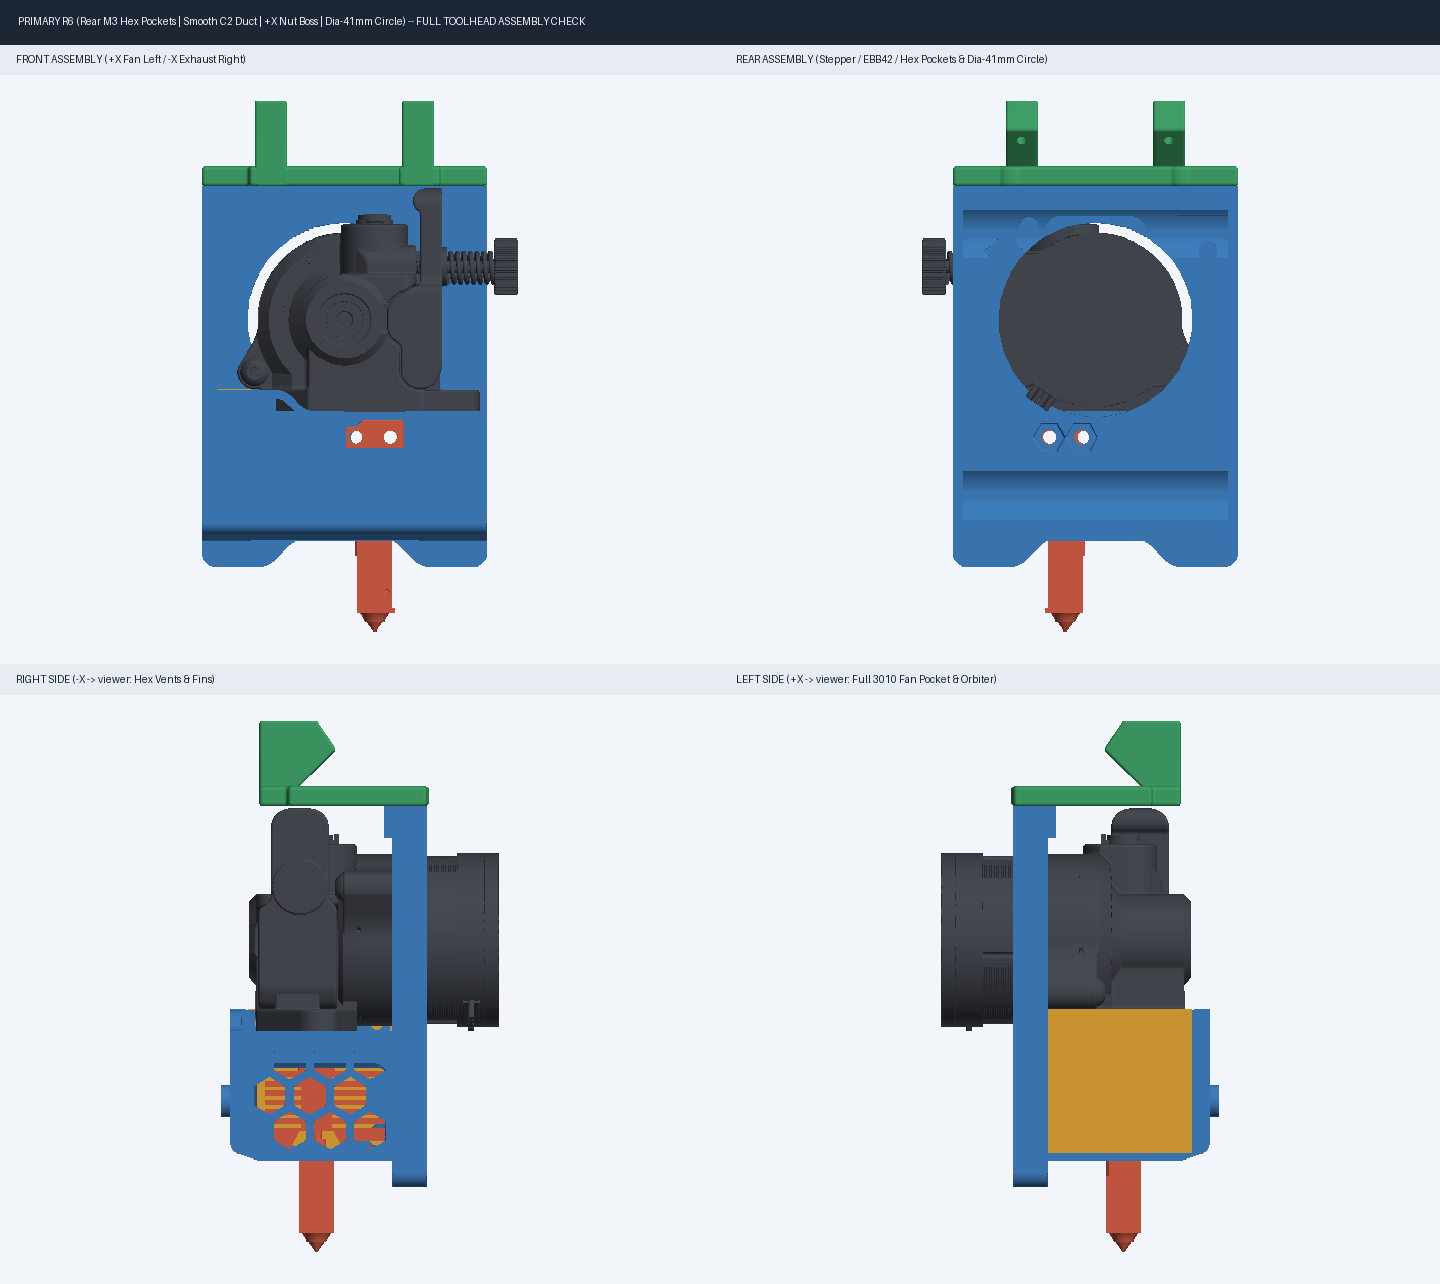 PRIMARY R6 (Rear M3 Hex Pockets | Smooth C2 Duct | +X Nut Boss | Dia-41mm Circle) -- FULL TOOLHEAD ASSEMBLY CHECK
FRONT ASSEMBLY (+X Fan Left / -X Exhaust Right)
REAR ASSEMBLY (Stepper / EBB42 / Hex Pockets & Dia-41mm Circle)
RIGHT SIDE (-X -> viewer: Hex Vents & Fins)
LEFT SIDE (+X -> viewer: Full 3010 Fan Pocket & Orbiter)